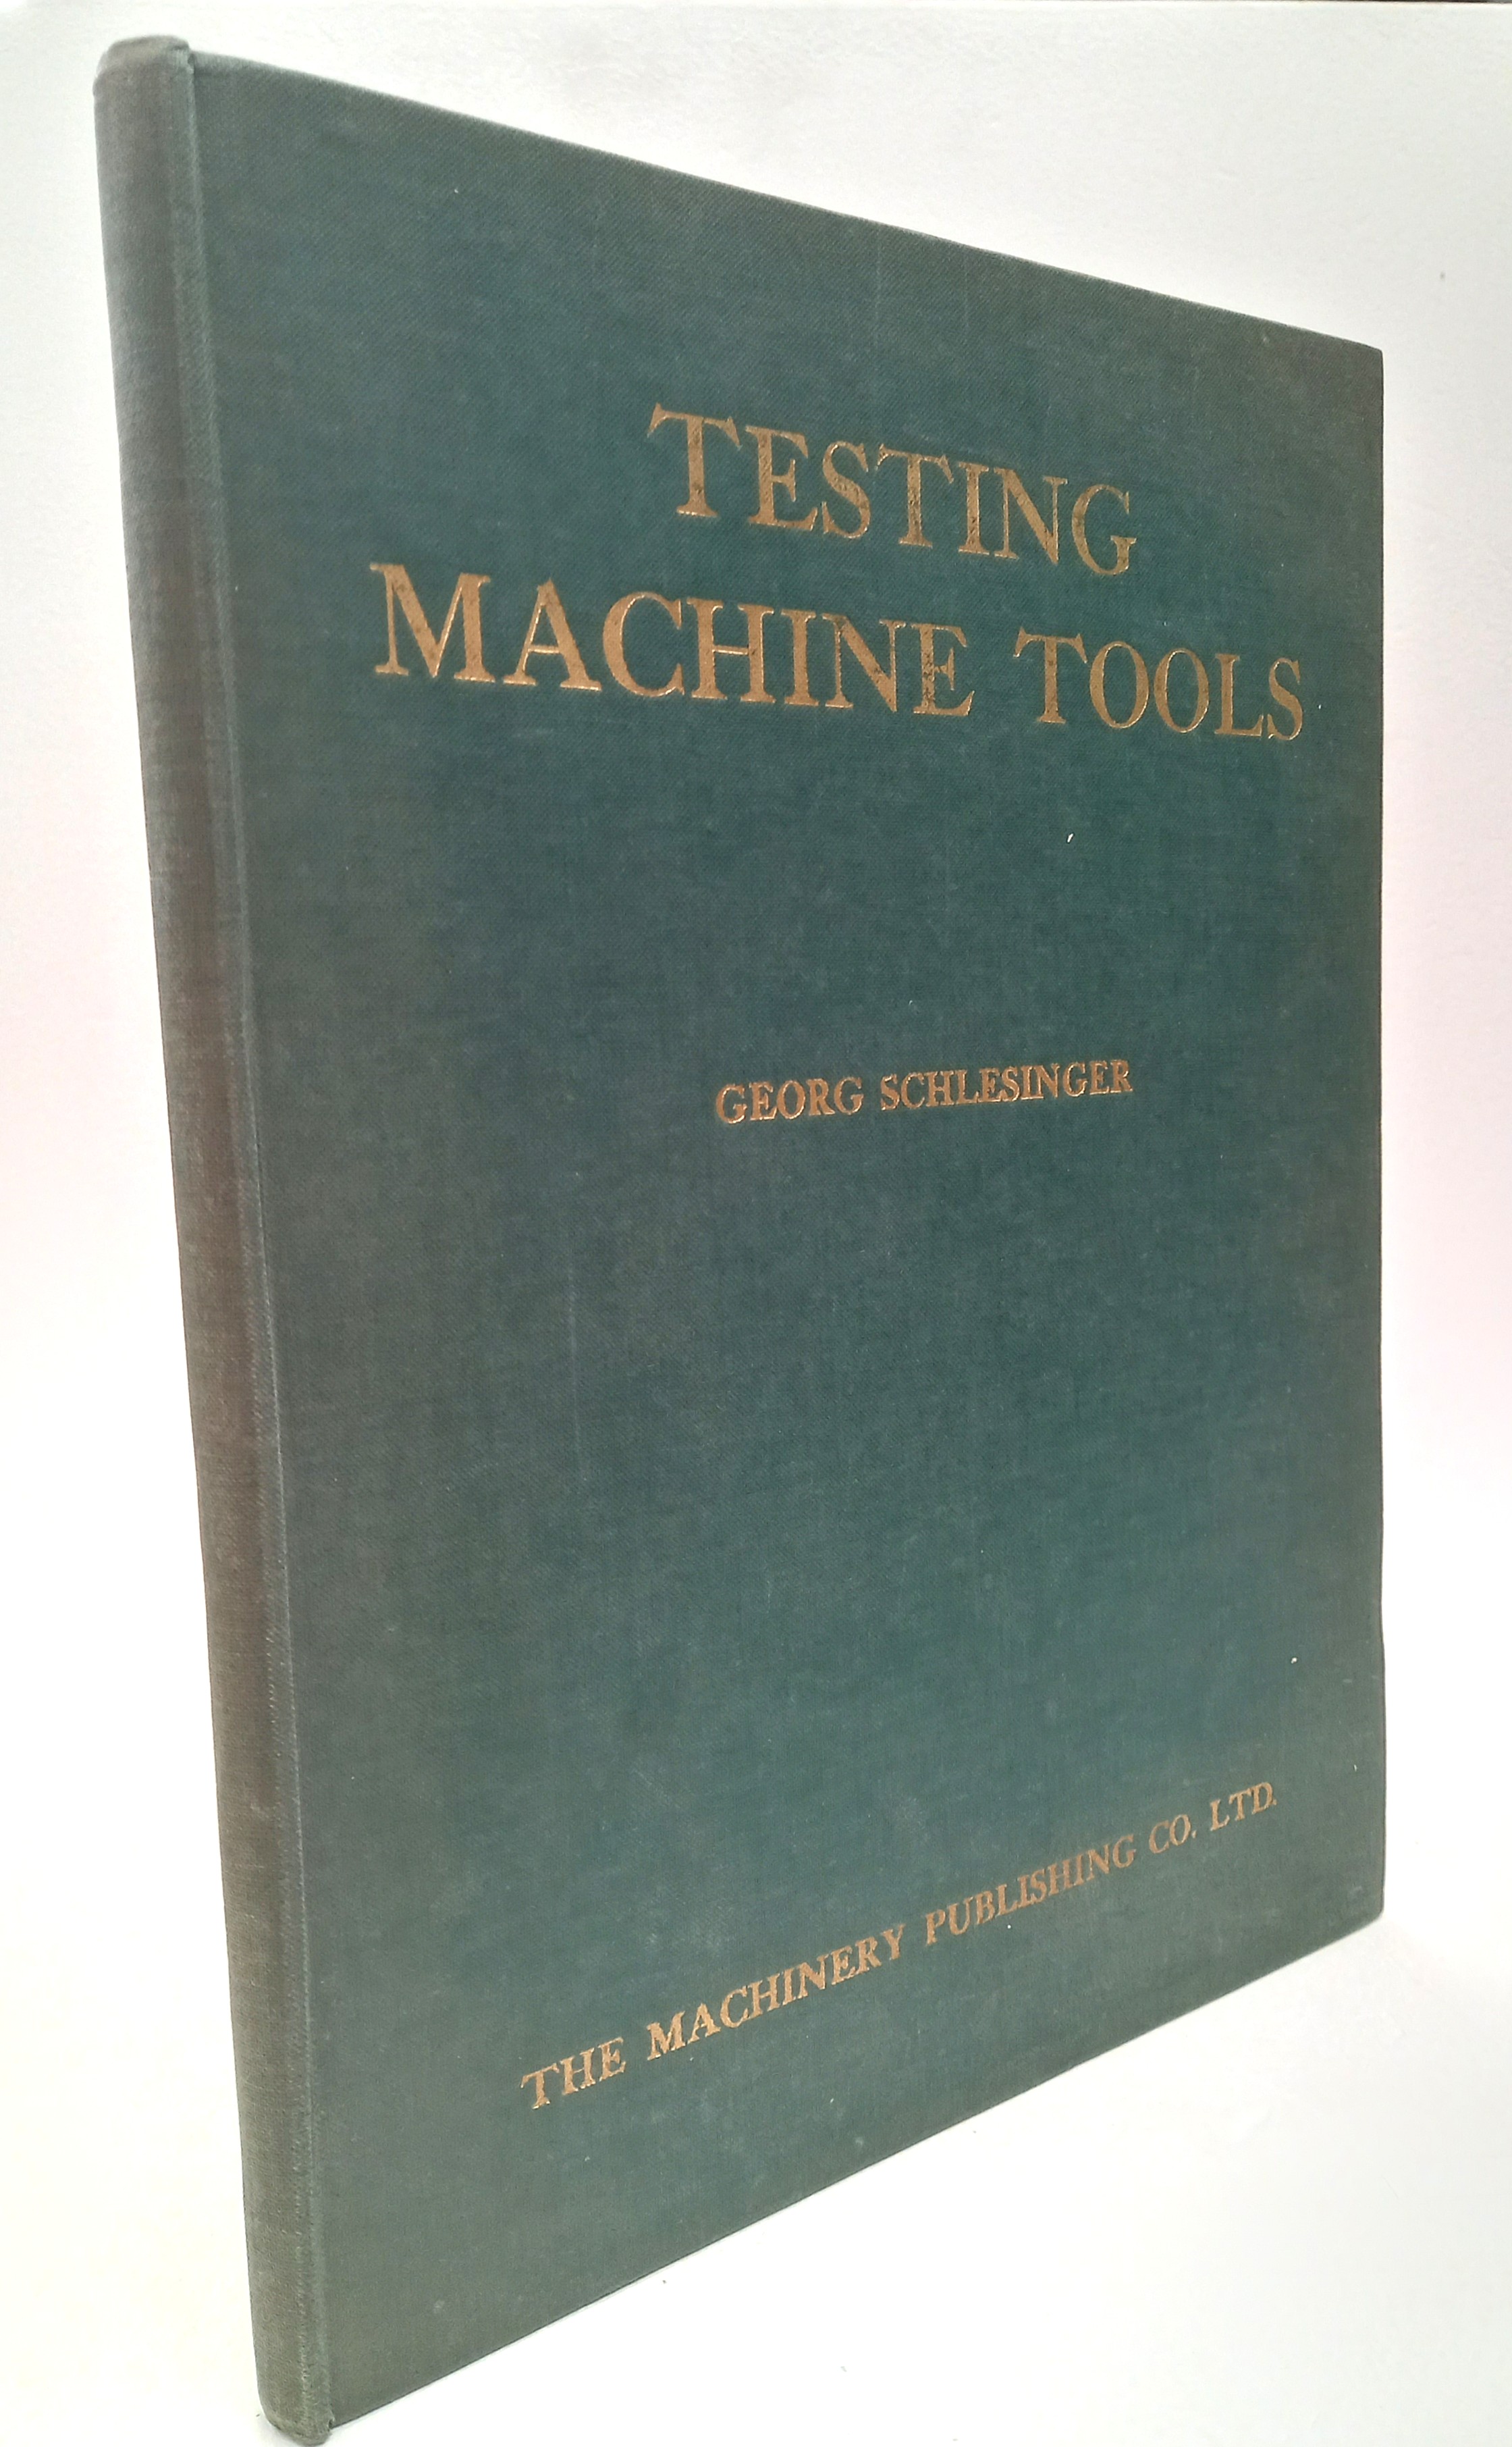 TESTING
MACHINE TOOLS
GEORG SCHLESINGER
THE MACHINERY PUBLISHING CO. LTD.